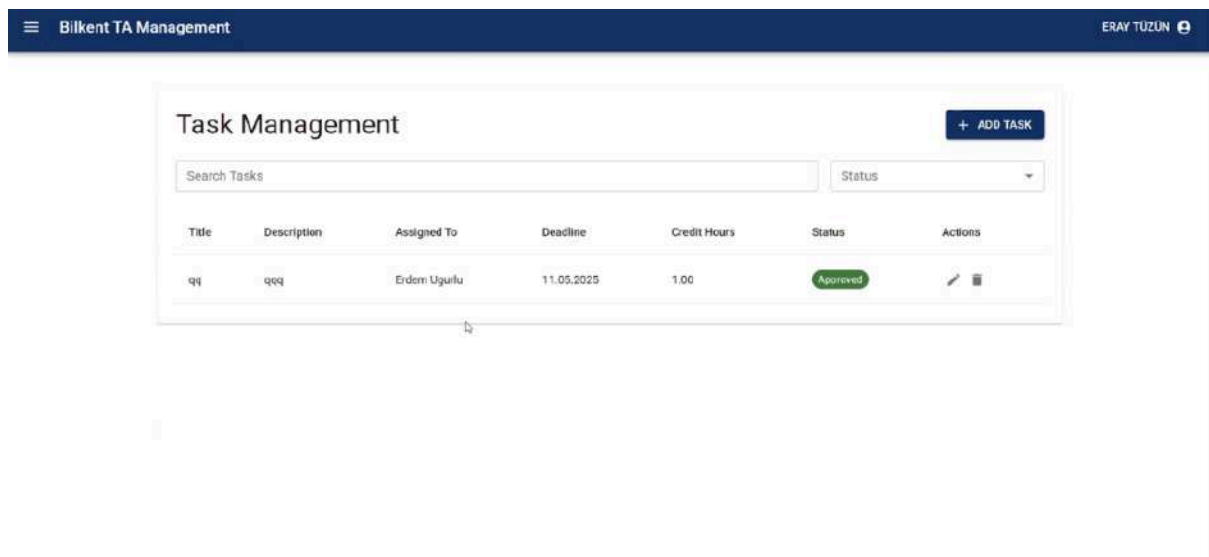 Bilkent TA Management ERAY TÜZÜN
Task Management + ADD TASK
Search Tasks Status
Title Description Assigned To Deadline Credit Hours Status Actions
qq qqq Erdem Ugurlu 11.05.2025 1.00 Approved